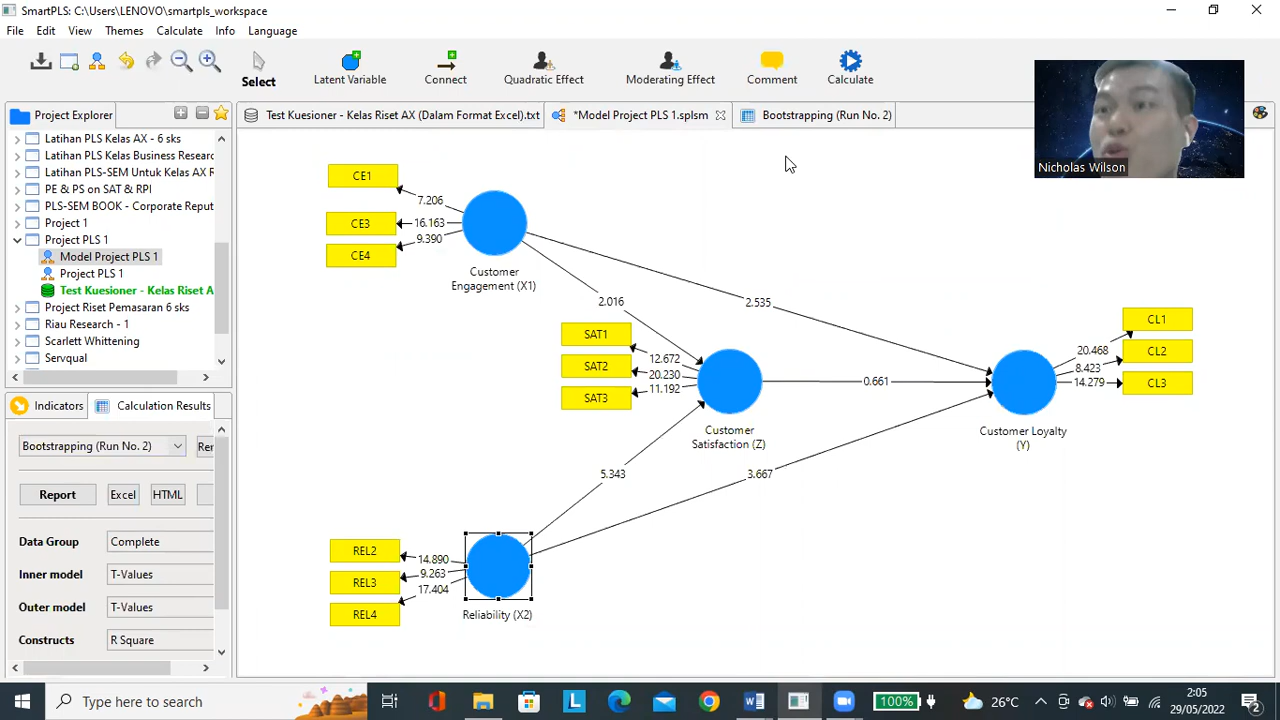 SmartPLS: C:\Users\LENOVO\smartpls_workspace
File Edit View Themes Calculate Info Language
Select
Latent Variable
Connect
Quadratic Effect
Moderating Effect
Comment
Calculate
Nicholas Wilson
Project Explorer
Test Kuesioner - Kelas Riset AX (Dalam Format Excel).txt
*Model Project PLS 1.splsm
Bootstrapping (Run No. 2)
Latihan PLS Kelas AX - 6 sks
Latihan PLS Kelas Business Researc
Latihan PLS-SEM Untuk Kelas AX R
PE & PS on SAT & RPI
PLS-SEM BOOK - Corporate Reput
Project 1
Project PLS 1
Model Project PLS 1
Project PLS 1
Test Kuesioner - Kelas Riset A
Project Riset Pemasaran 6 sks
Riau Research - 1
Scarlett Whittening
Servqual
Indicators
Calculation Results
Bootstrapping (Run No. 2)
Rer
Report
Excel
HTML
Data Group
Complete
Inner model
T-Values
Outer model
T-Values
Constructs
R Square
CE1
7.206
CE3
16.163
CE4
9.390
Customer
Engagement (X1)
2.016
2.535
SAT1
12.672
SAT2
20.230
SAT3
11.192
Customer
Satisfaction (Z)
0.661
CL1
20.468
CL2
8.423
CL3
14.279
Customer Loyalty
(Y)
5.343
3.667
REL2
14.890
REL3
9.263
REL4
17.404
Reliability (X2)
Type here to search
100%
26°C
2:05
29/05/2022
2